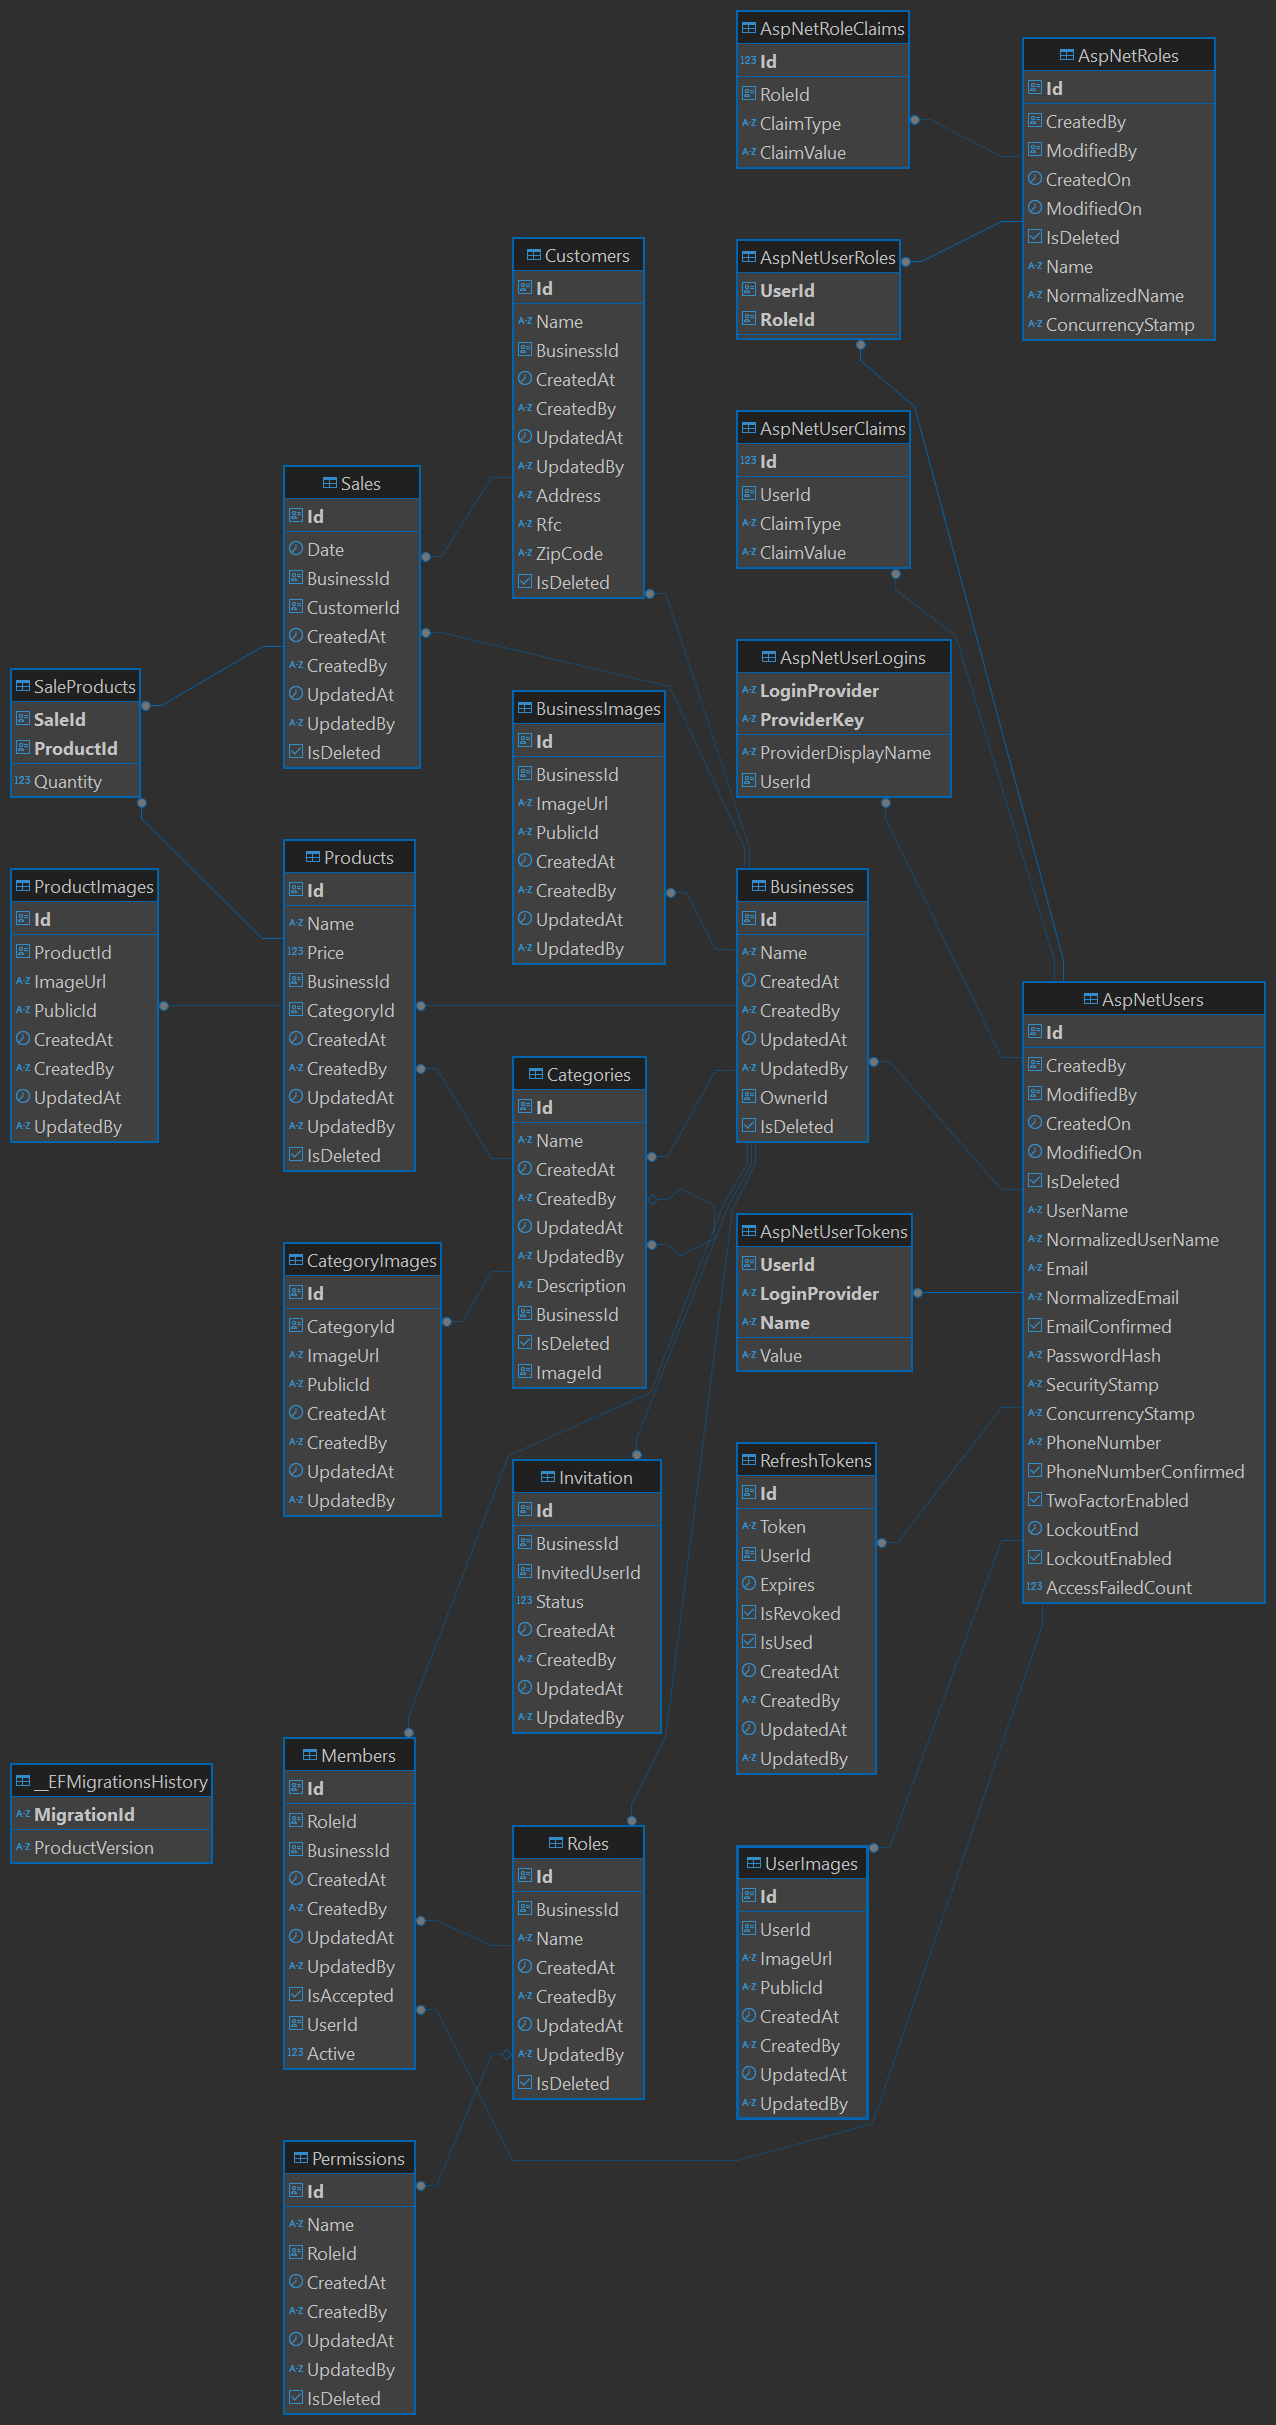 AspNetRoleClaims
123 Id
RoleId
A-Z ClaimType
A-Z ClaimValue
AspNetRoles
Id
CreatedBy
ModifiedBy
CreatedOn
ModifiedOn
IsDeleted
A-Z Name
A-Z NormalizedName
A-Z ConcurrencyStamp
AspNetUserRoles
UserId
RoleId
Customers
Id
A-Z Name
BusinessId
CreatedAt
A-Z CreatedBy
UpdatedAt
A-Z UpdatedBy
A-Z Address
A-Z Rfc
A-Z ZipCode
IsDeleted
AspNetUserClaims
123 Id
UserId
A-Z ClaimType
A-Z ClaimValue
Sales
Id
Date
BusinessId
CustomerId
CreatedAt
A-Z CreatedBy
UpdatedAt
A-Z UpdatedBy
IsDeleted
AspNetUserLogins
A-Z LoginProvider
A-Z ProviderKey
A-Z ProviderDisplayName
UserId
SaleProducts
SaleId
ProductId
123 Quantity
BusinessImages
Id
BusinessId
A-Z ImageUrl
A-Z PublicId
CreatedAt
A-Z CreatedBy
UpdatedAt
A-Z UpdatedBy
Products
Id
A-Z Name
123 Price
BusinessId
CategoryId
CreatedAt
A-Z CreatedBy
UpdatedAt
A-Z UpdatedBy
IsDeleted
ProductImages
Id
ProductId
A-Z ImageUrl
A-Z PublicId
CreatedAt
A-Z CreatedBy
UpdatedAt
A-Z UpdatedBy
Businesses
Id
A-Z Name
CreatedAt
A-Z CreatedBy
UpdatedAt
A-Z UpdatedBy
OwnerId
IsDeleted
AspNetUsers
Id
CreatedBy
ModifiedBy
CreatedOn
ModifiedOn
IsDeleted
A-Z UserName
A-Z NormalizedUserName
A-Z Email
A-Z NormalizedEmail
EmailConfirmed
A-Z PasswordHash
A-Z SecurityStamp
A-Z ConcurrencyStamp
A-Z PhoneNumber
PhoneNumberConfirmed
TwoFactorEnabled
LockoutEnd
LockoutEnabled
123 AccessFailedCount
Categories
Id
A-Z Name
CreatedAt
A-Z CreatedBy
UpdatedAt
A-Z UpdatedBy
A-Z Description
BusinessId
IsDeleted
ImageId
AspNetUserTokens
UserId
A-Z LoginProvider
A-Z Name
A-Z Value
CategoryImages
Id
CategoryId
A-Z ImageUrl
A-Z PublicId
CreatedAt
A-Z CreatedBy
UpdatedAt
A-Z UpdatedBy
RefreshTokens
Id
A-Z Token
UserId
Expires
IsRevoked
IsUsed
CreatedAt
A-Z CreatedBy
UpdatedAt
A-Z UpdatedBy
Invitation
Id
BusinessId
InvitedUserId
123 Status
CreatedAt
A-Z CreatedBy
UpdatedAt
A-Z UpdatedBy
Members
Id
RoleId
BusinessId
CreatedAt
A-Z CreatedBy
UpdatedAt
A-Z UpdatedBy
IsAccepted
UserId
123 Active
__EFMigrationsHistory
A-Z MigrationId
A-Z ProductVersion
Roles
Id
BusinessId
A-Z Name
CreatedAt
A-Z CreatedBy
UpdatedAt
A-Z UpdatedBy
IsDeleted
UserImages
Id
UserId
A-Z ImageUrl
A-Z PublicId
CreatedAt
A-Z CreatedBy
UpdatedAt
A-Z UpdatedBy
Permissions
Id
A-Z Name
RoleId
CreatedAt
A-Z CreatedBy
UpdatedAt
A-Z UpdatedBy
IsDeleted